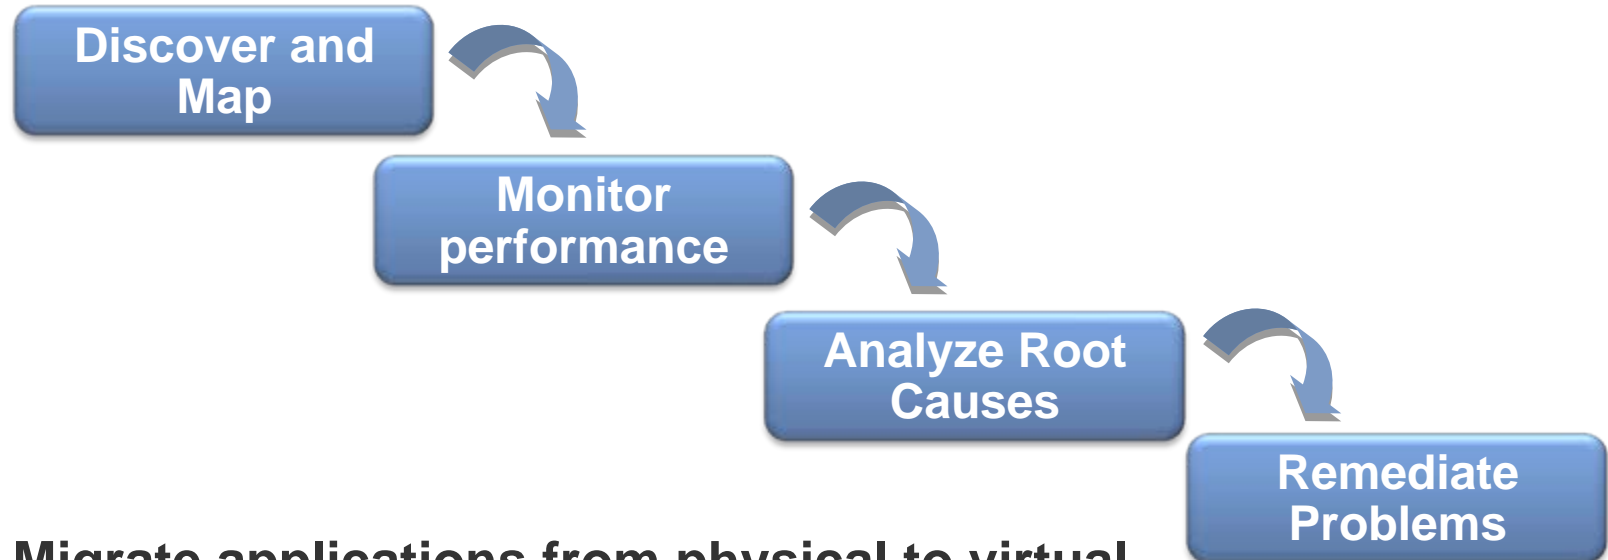 Discover and
Map
Monitor
performance
Analyze Root
Causes
Remediate
Problems
Migrate applications from physical to virtual